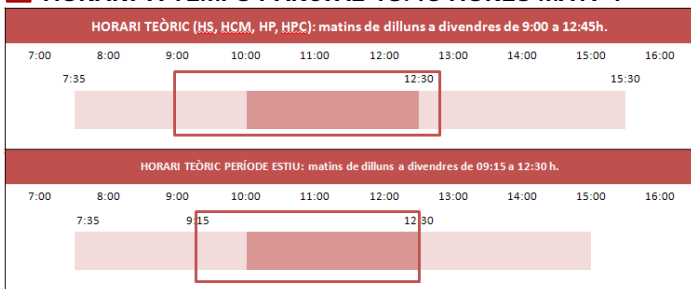 HORARI TEÒRIC (HS, HCM, HP, HPC): matins de dilluns a divendres de 9:00 a 12:45h.
7:00 8:00 9:00 10:00 11:00 12:00 13:00 14:00 15:00 16:00
7:35 12:30 15:30
HORARI TEÒRIC PERÍODE ESTIU: matins de dilluns a divendres de 09:15 a 12:30 h.
7:00 8:00 9:00 10:00 11:00 12:00 13:00 14:00 15:00 16:00
7:35 9:15 12:30